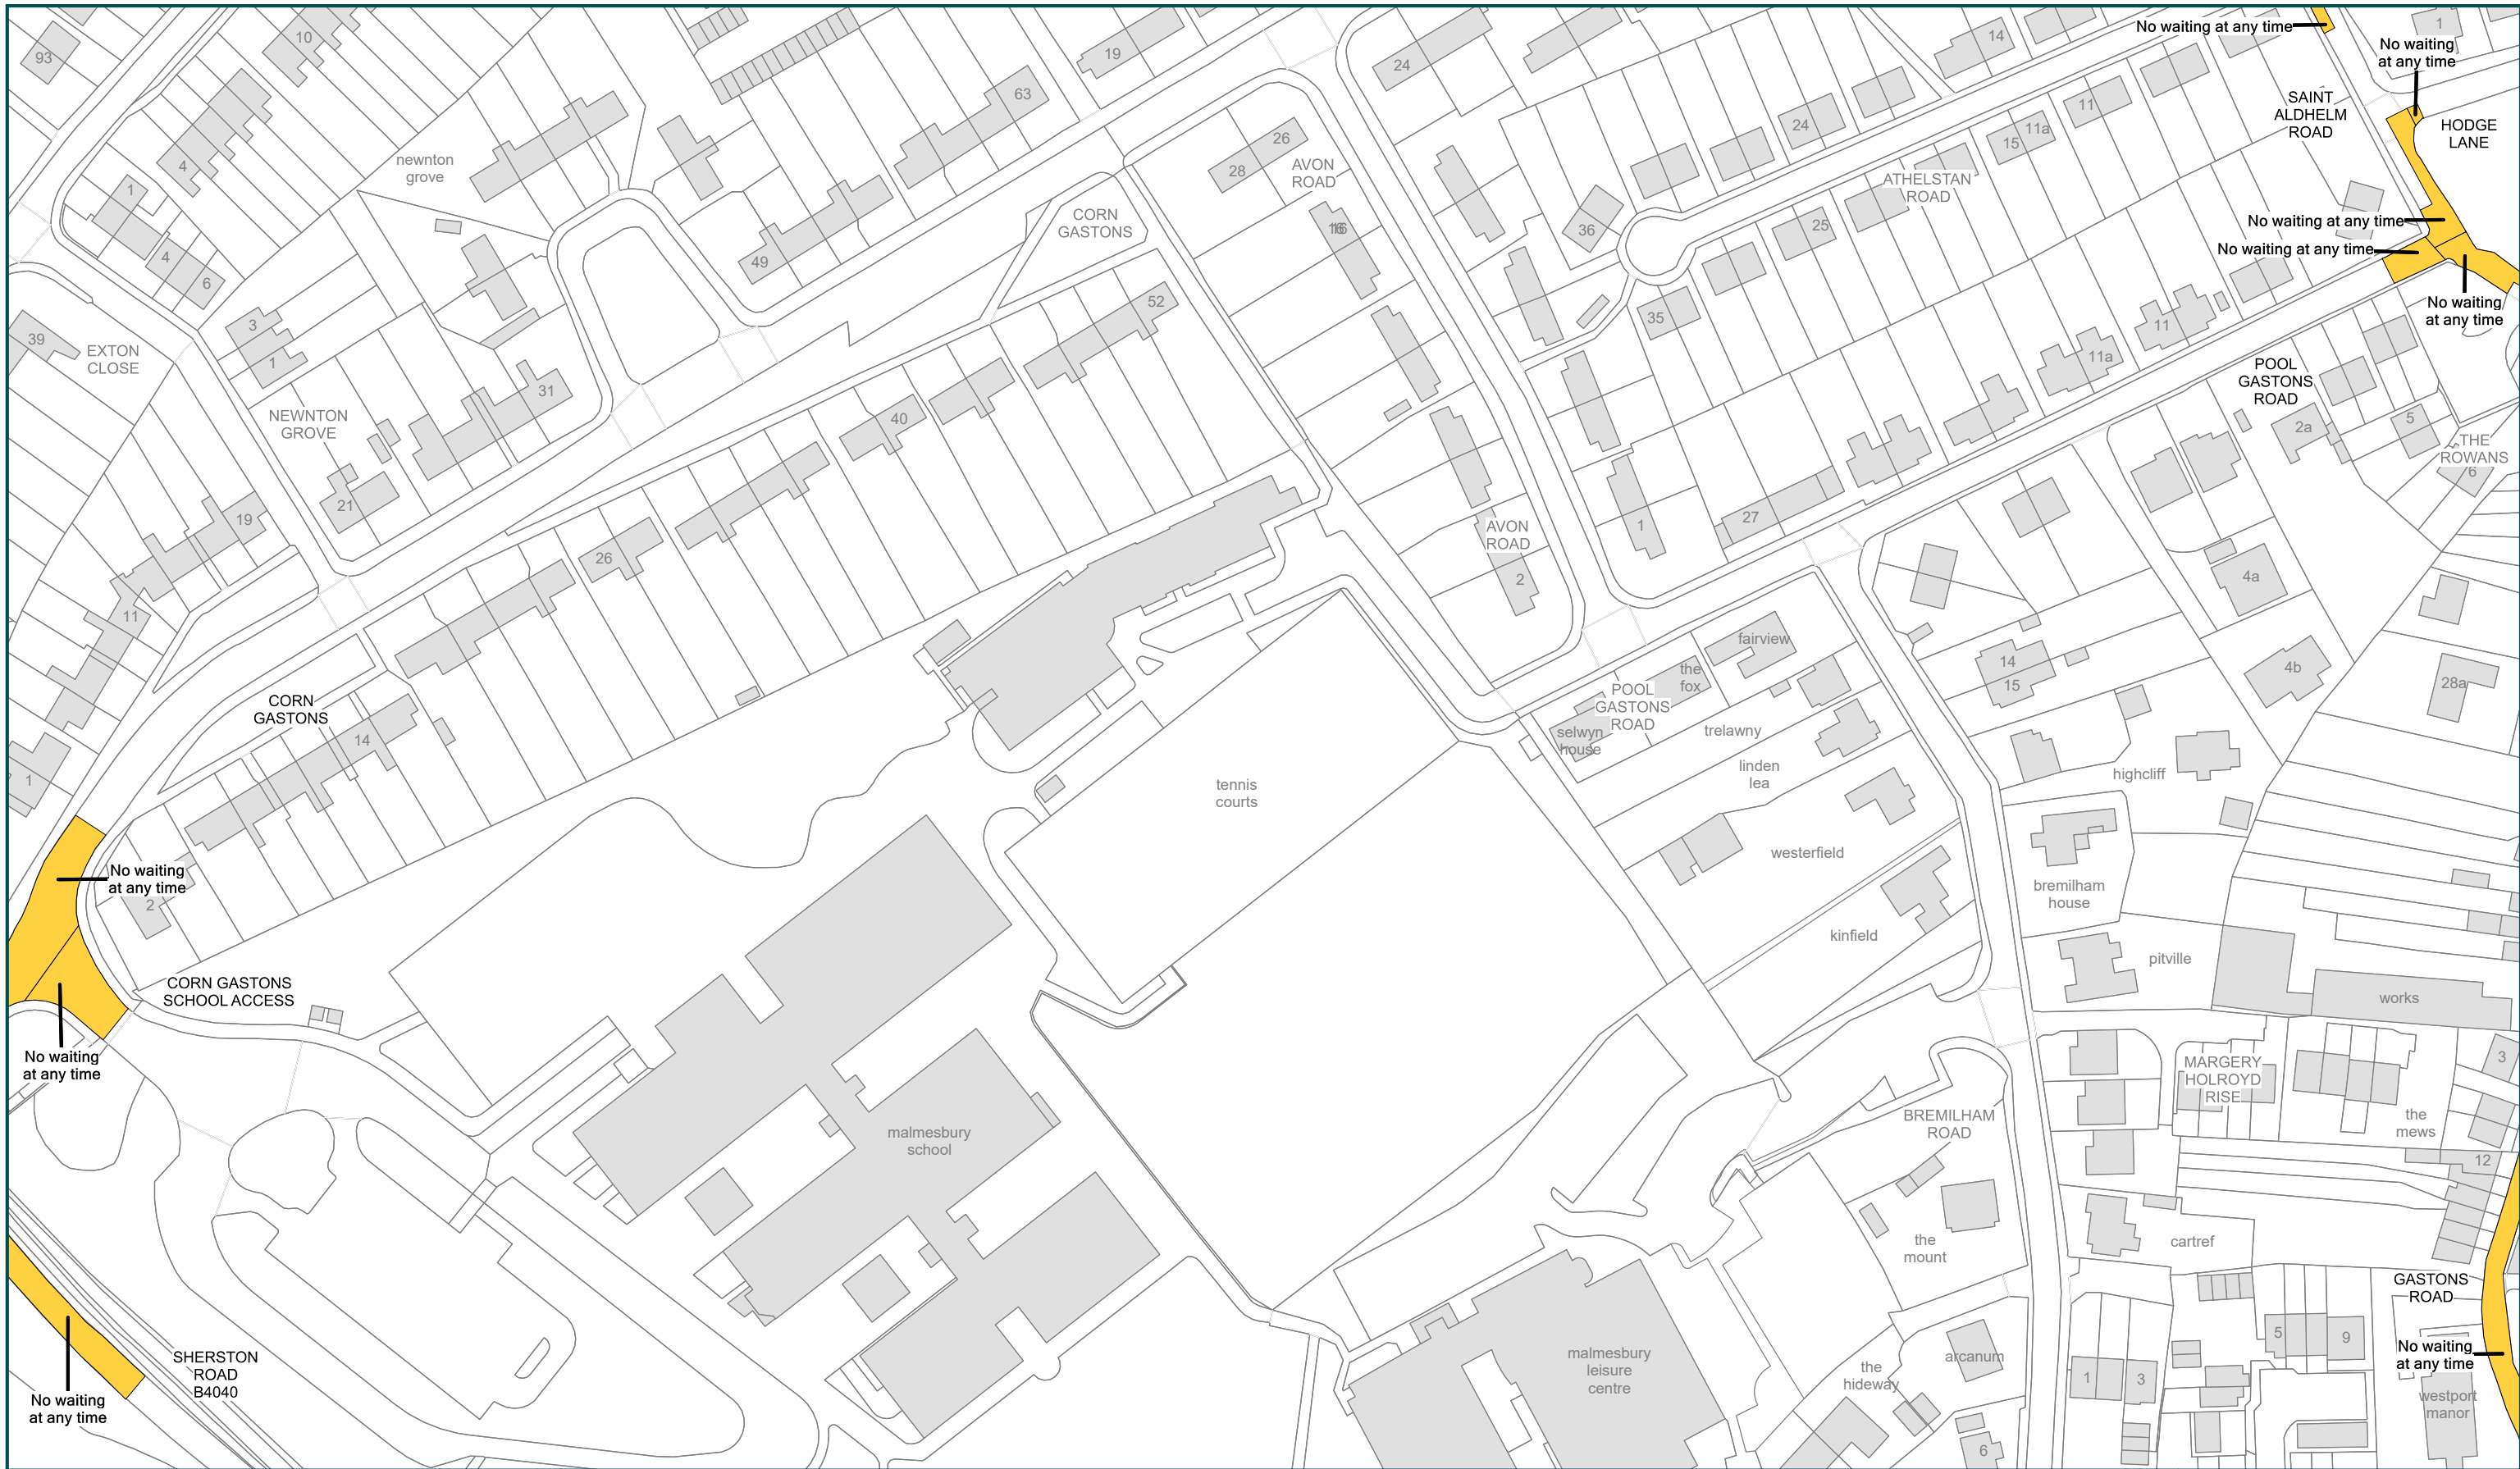 No waiting at any time
14
1
No waiting
at any time
93
10
19
24
63
SAINT
ALDHELM
ROAD
HODGE
LANE
11
24
11a
15
26
28
AVON
ROAD
newnton
grove
4
1
ATHELSTAN
ROAD
CORN
GASTONS
16
36
25
No waiting at any time
No waiting at any time
4
6
49
52
No waiting
at any time
35
11
3
1
39
EXTON
CLOSE
11a
POOL
GASTONS
ROAD
31
NEWNTON
GROVE
40
2a
5
THE
ROWANS
6
21
19
27
1
AVON
ROAD
26
2
4a
11
fairview
14
15
4b
28a
the
fox
POOL
GASTONS
ROAD
selwyn
house
trelawny
CORN
GASTONS
14
1
linden
lea
highcliff
tennis
courts
westerfield
No waiting
at any time
2
bremilham
house
kinfield
pitville
CORN GASTONS
SCHOOL ACCESS
works
No waiting
at any time
3
MARGERY
HOLROYD
RISE
the
mews
BREMILHAM
ROAD
malmesbury
school
12
the
mount
cartref
GASTONS
ROAD
5
9
No waiting
at any time
malmesbury
leisure
centre
arcanum
the
hideway
1
3
SHERSTON
ROAD
B4040
westport
manor
No waiting
at any time
6